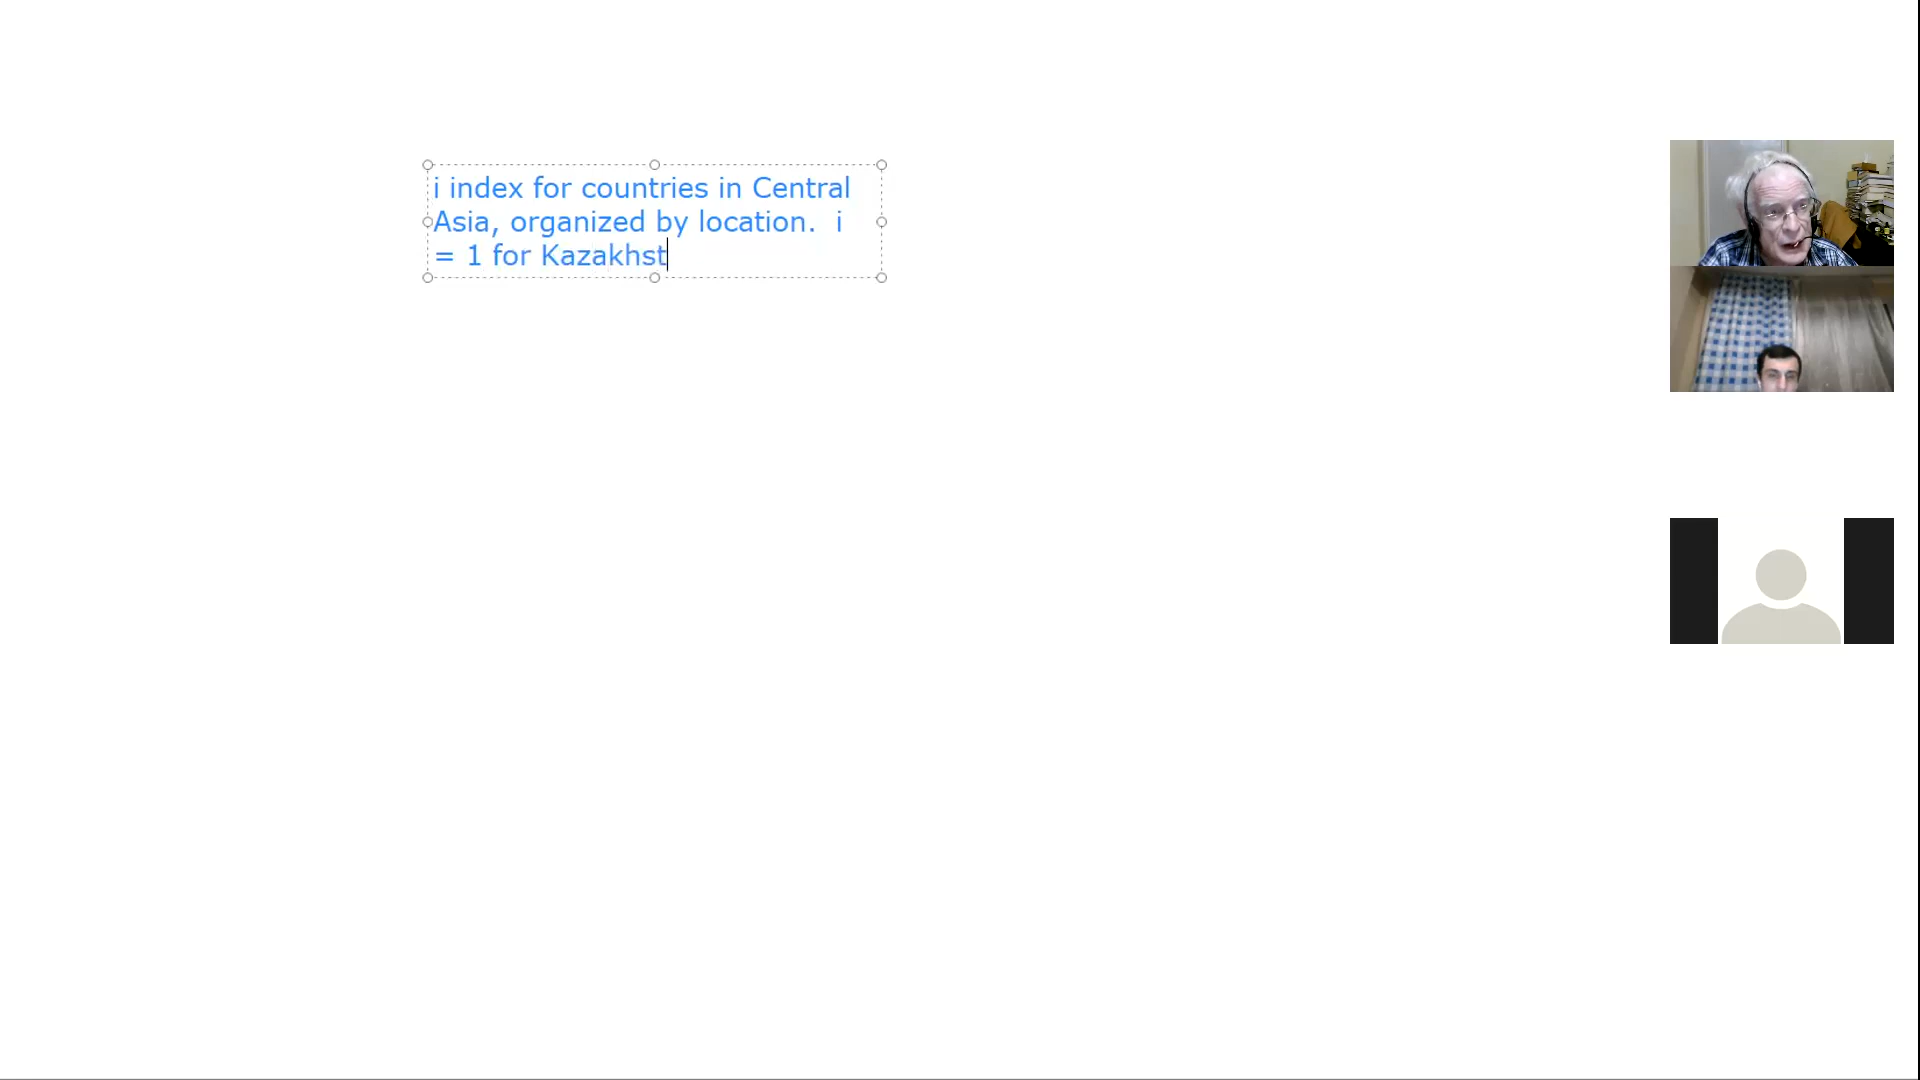 i index for countries in Central
Asia, organized by location.  i
= 1 for Kazakhst